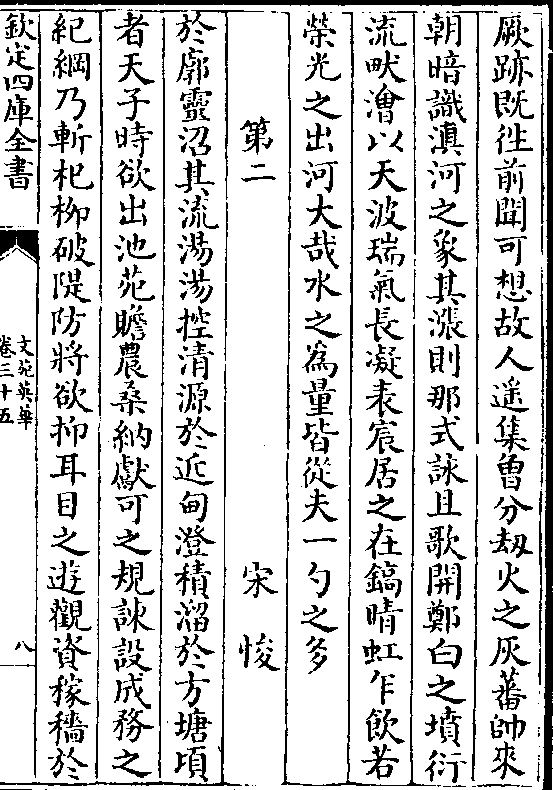 厥跡既徃前聞可想故人遥集曾分刼火之灰蕃帥來
朝暗識滇河之象其漲則那式詠且歌開鄭白之墳衍
流畎澮以天波瑞氣長凝表宸居之在鎬晴虹乍飲若
榮光之出河大哉水之為量皆從夫一勺之多
第二 宋悛
於廓靈沼其流湯湯控清源於近甸澄積溜於方塘頃
者天子時欲出池苑瞻農桑納獻可之規諌設成務之
紀綱乃斬杞柳破隄防將欲抑耳目之遊觀資稼穡於
欽定四庫全書
文苑英華
卷三十五
八